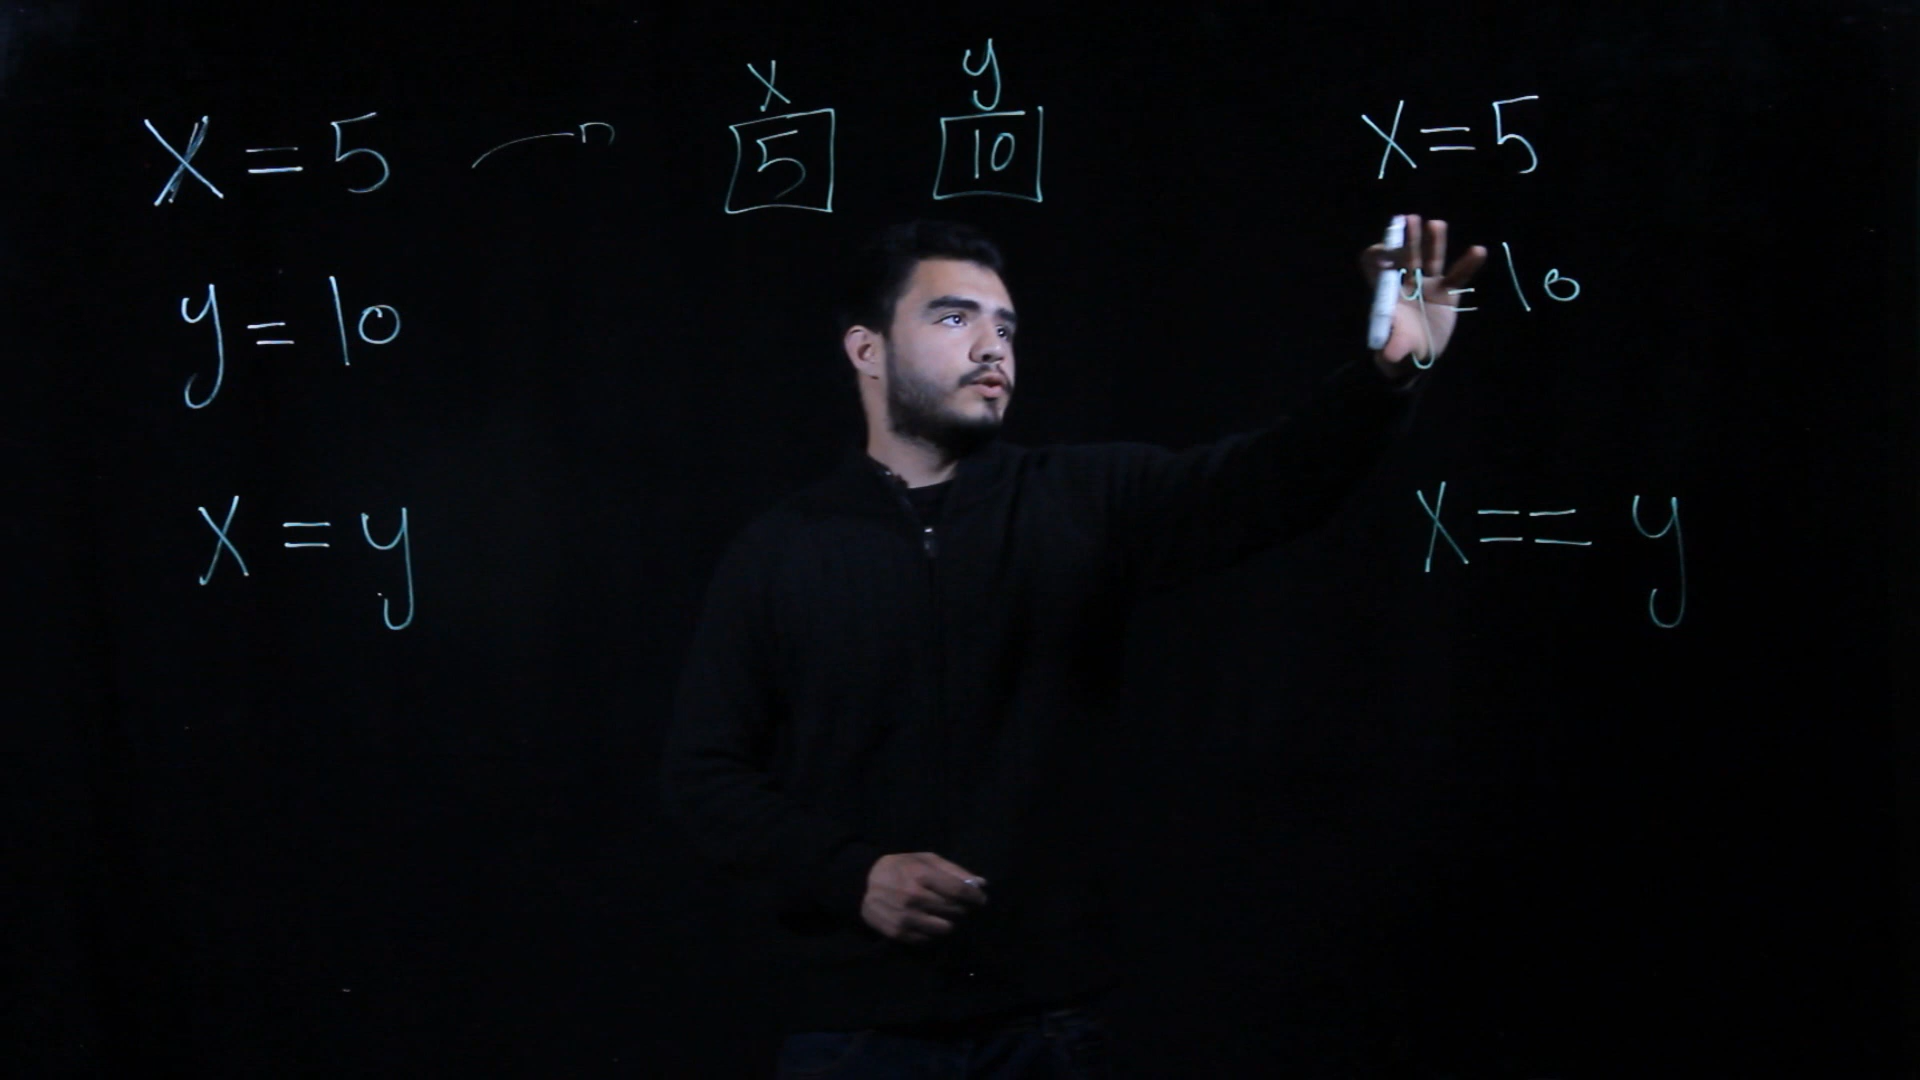 x = 5
y = 10
x = y
x y
5 10
x = 5
y = 10
x == y